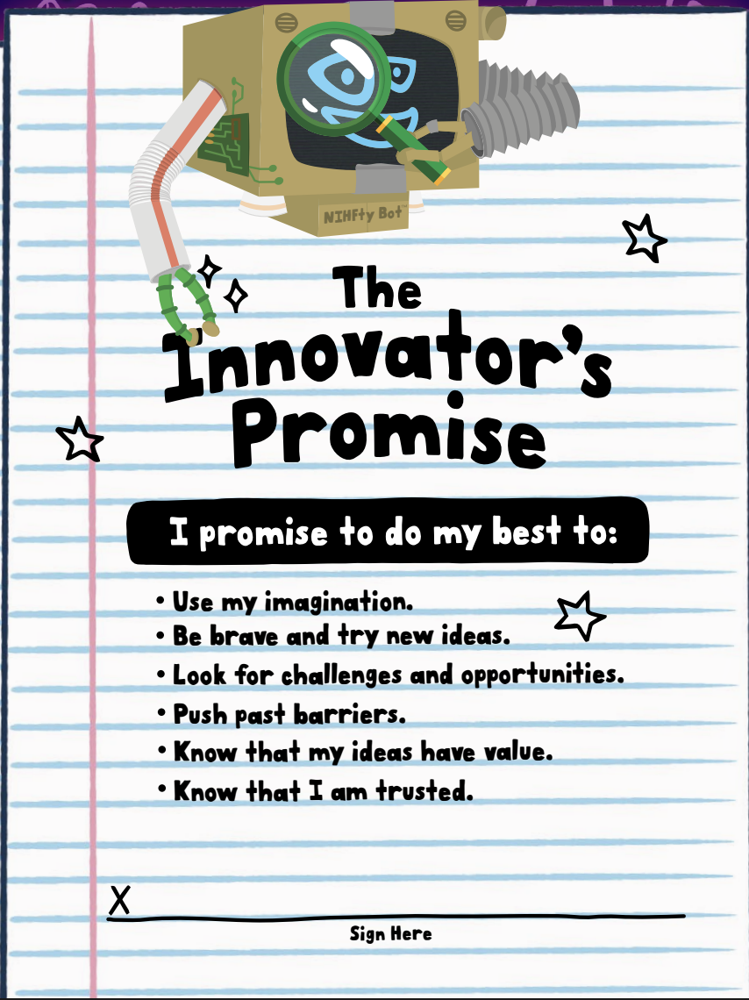 NIHFty Bot™
The
Innovator's
Promise
I promise to do my best to:
• Use my imagination.
• Be brave and try new ideas.
• Look for challenges and opportunities.
• Push past barriers.
• Know that my ideas have value.
• Know that I am trusted.
X
Sign Here